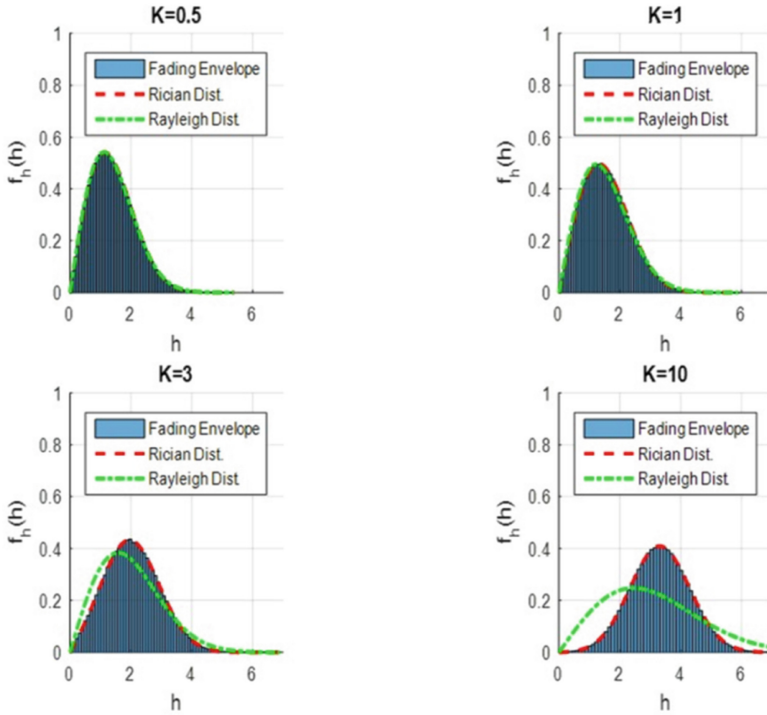 K=0.5
1
0.8
0.6
0.4
0.2
0
f_h(h)
Fading Envelope
Rician Dist.
Rayleigh Dist.
0 2 4 6
h
K=1
1
0.8
0.6
0.4
0.2
0
f_h(h)
Fading Envelope
Rician Dist.
Rayleigh Dist.
0 2 4 6
h
K=3
1
0.8
0.6
0.4
0.2
0
f_h(h)
Fading Envelope
Rician Dist.
Rayleigh Dist.
0 2 4 6
h
K=10
1
0.8
0.6
0.4
0.2
0
f_h(h)
Fading Envelope
Rician Dist.
Rayleigh Dist.
0 2 4 6
h